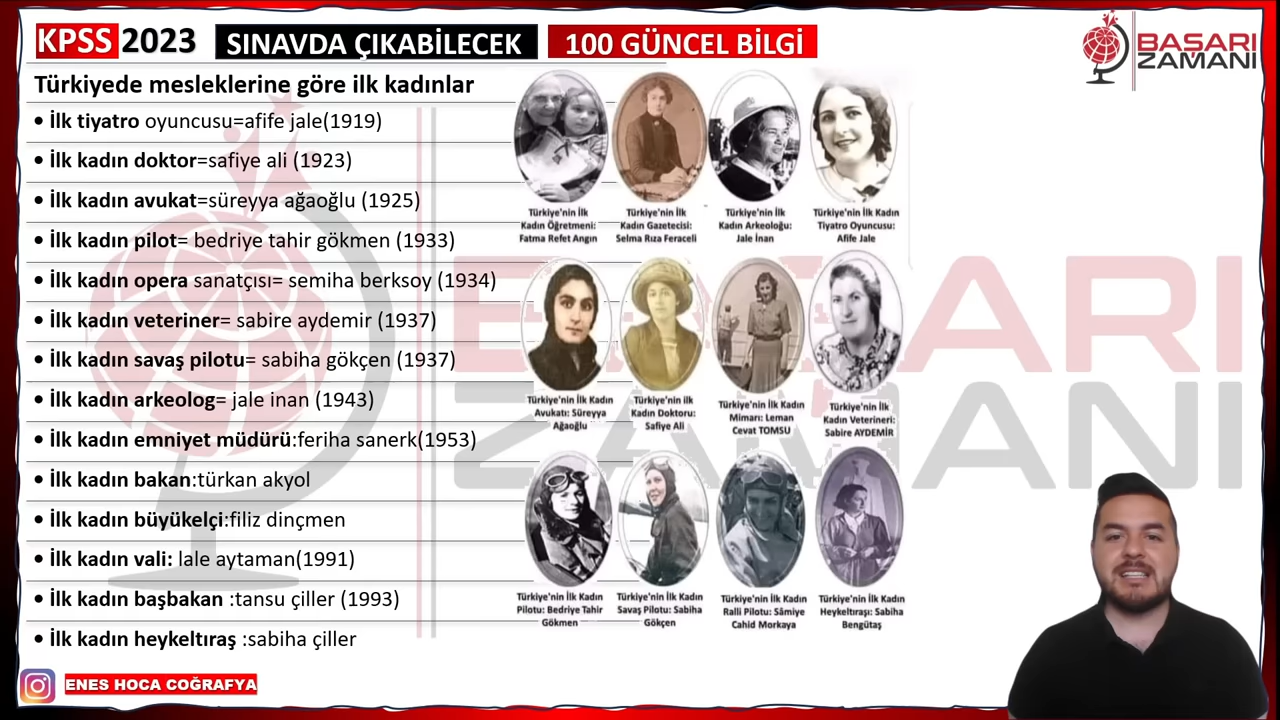 KPSS 2023 SINAVDA ÇIKABİLECEK 100 GÜNCEL BİLGİ
BAŞARI
ZAMANI
Türkiyede mesleklerine göre ilk kadınlar
• İlk tiyatro oyuncusu=afife jale(1919)
• İlk kadın doktor=safiye ali (1923)
• İlk kadın avukat=süreyya ağaoğlu (1925)
• İlk kadın pilot= bedriye tahir gökmen (1933)
• İlk kadın opera sanatçısı= semiha berksoy (1934)
• İlk kadın veteriner= sabire aydemir (1937)
• İlk kadın savaş pilotu= sabiha gökçen (1937)
• İlk kadın arkeolog= jale inan (1943)
• İlk kadın emniyet müdürü:feriha sanerk(1953)
• İlk kadın bakan:türkan akyol
• İlk kadın büyükelçi:filiz dinçmen
• İlk kadın vali: lale aytaman(1991)
• İlk kadın başbakan :tansu çiller (1993)
• İlk kadın heykeltıraş :sabiha çiller
Türkiye'nin İlk
Kadın Öğretmeni:
Fatma Refet Angın
Türkiye'nin İlk
Kadın Gazetecisi:
Selma Rıza Feraceli
Türkiye'nin İlk
Kadın Arkeoloğu:
Jale İnan
Türkiye'nin İlk Kadın
Tiyatro Oyuncusu:
Afife Jale
Türkiye'nin İlk Kadın
Avukatı: Süreyya
Ağaoğlu
Türkiye'nin ilk
Kadın Doktoru:
Safiye Ali
Türkiye'nin İlk Kadın
Mimarı: Leman
Cevat TOMSU
Türkiye'nin İlk
Kadın Veterineri:
Sabire AYDEMİR
Türkiye'nin İlk Kadın
Pilotu: Bedriye Tahir
Gökmen
Türkiye'nin İlk Kadın
Savaş Pilotu: Sabiha
Gökçen
Türkiye'nin İlk Kadın
Ralli Pilotu: Sâmiye
Cahid Morkaya
Türkiye'nin İlk Kadın
Heykeltıraşı: Sabiha
Bengütaş
BAŞARI
ZAMANI
ENES HOCA COĞRAFYA